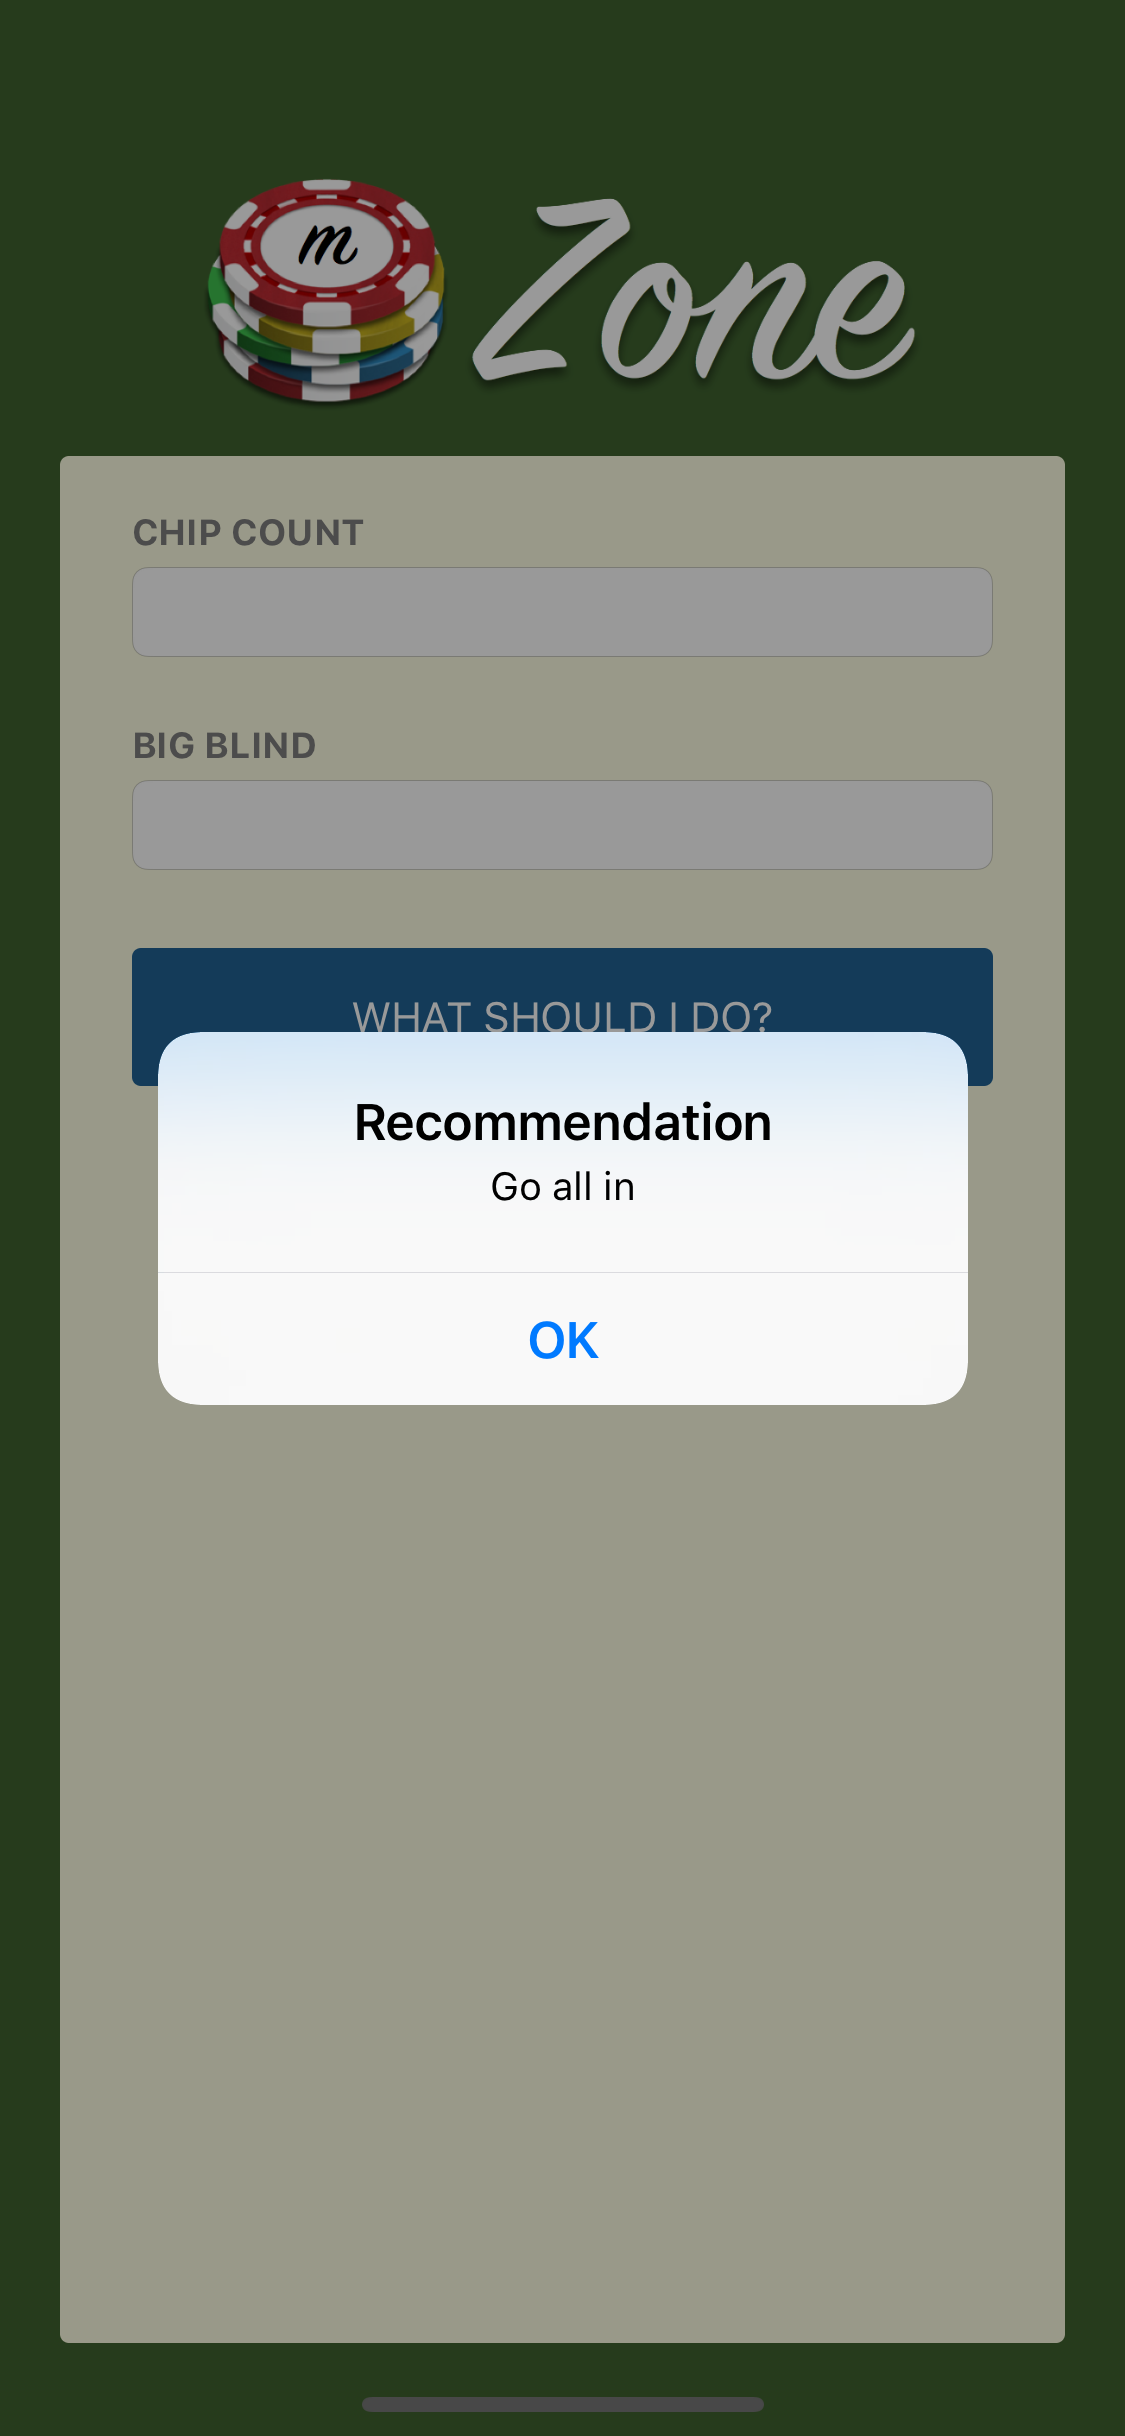 m Zone
CHIP COUNT
BIG BLIND
WHAT SHOULD I DO?
Recommendation
Go all in
OK